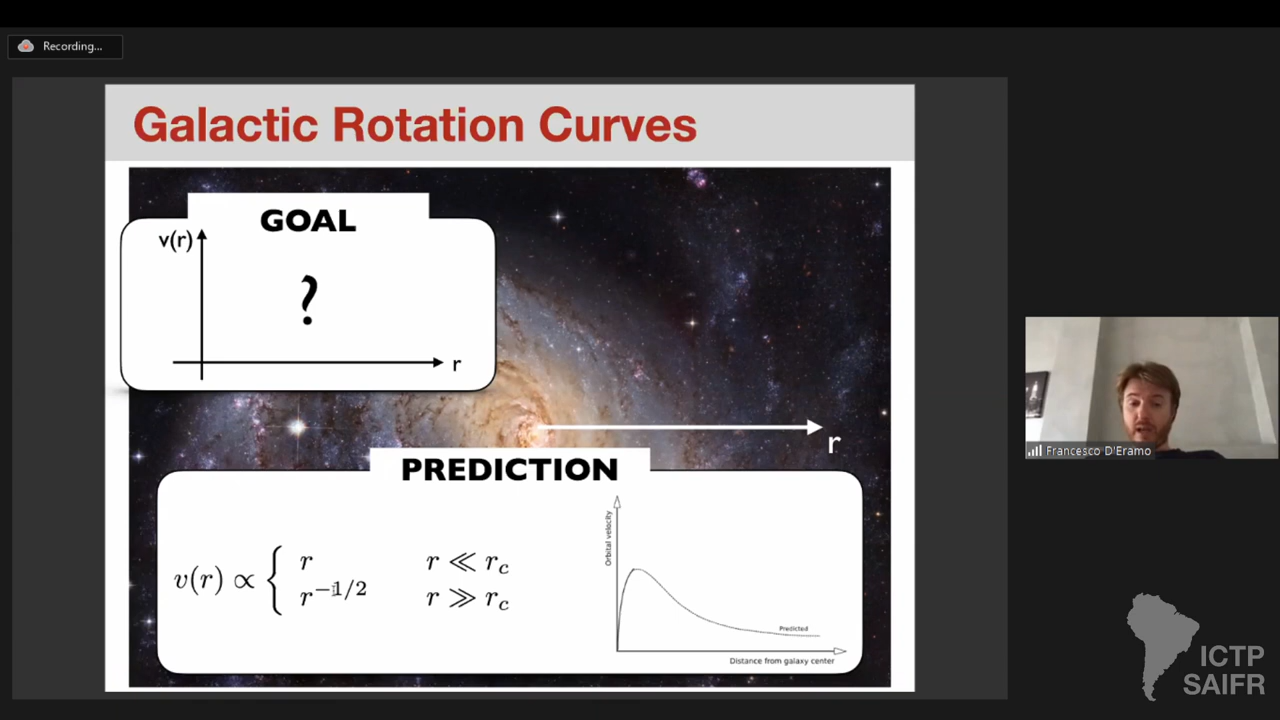 Recording...
Galactic Rotation Curves
GOAL
v(r)
?
r
r
PREDICTION
v(r) ∝ { r r ≪ r_c
r^{-1/2} r ≫ r_c
Orbital velocity
Predicted
Distance from galaxy center
Francesco D'Eramo
ICTP
SAIFR